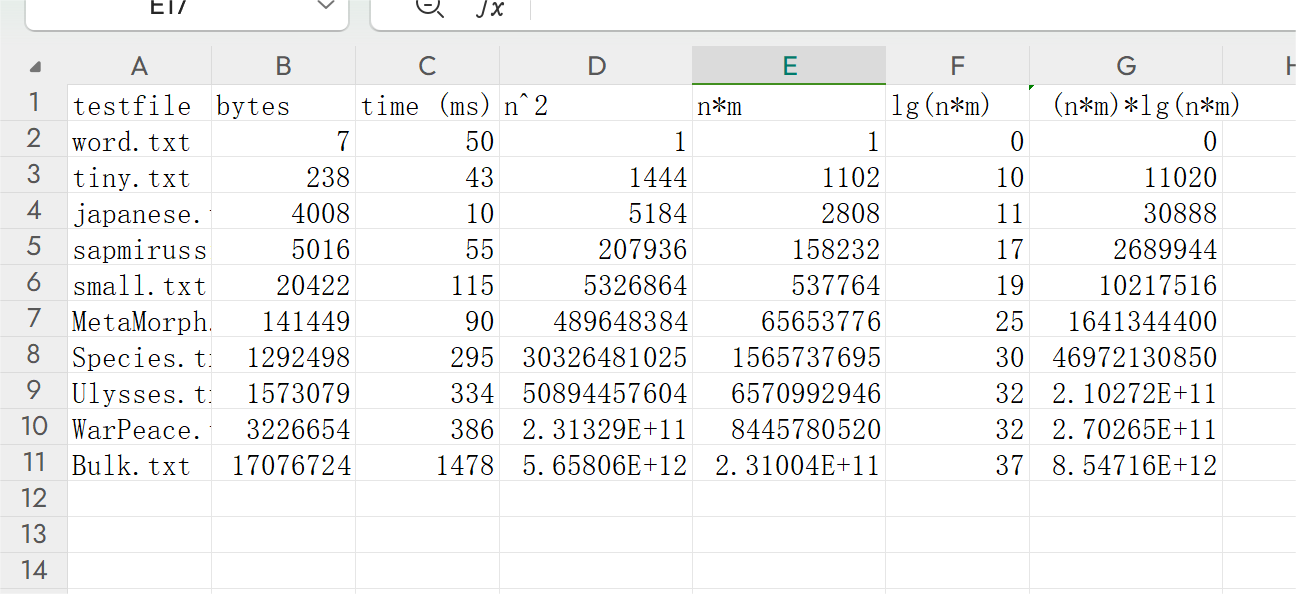 E17
fx
A B C D E F G H
1 testfile bytes time (ms) n^2 n*m lg(n*m) (n*m)*lg(n*m)
2 word.txt 7 50 1 1 0 0
3 tiny.txt 238 43 1444 1102 10 11020
4 japanese. 4008 10 5184 2808 11 30888
5 sapmiruss 5016 55 207936 158232 17 2689944
6 small.txt 20422 115 5326864 537764 19 10217516
7 MetaMorph. 141449 90 489648384 65653776 25 1641344400
8 Species.t 1292498 295 30326481025 1565737695 30 46972130850
9 Ulysses.t 1573079 334 50894457604 6570992946 32 2.10272E+11
10 WarPeace. 3226654 386 2.31329E+11 8445780520 32 2.70265E+11
11 Bulk.txt 17076724 1478 5.65806E+12 2.31004E+11 37 8.54716E+12
12
13
14